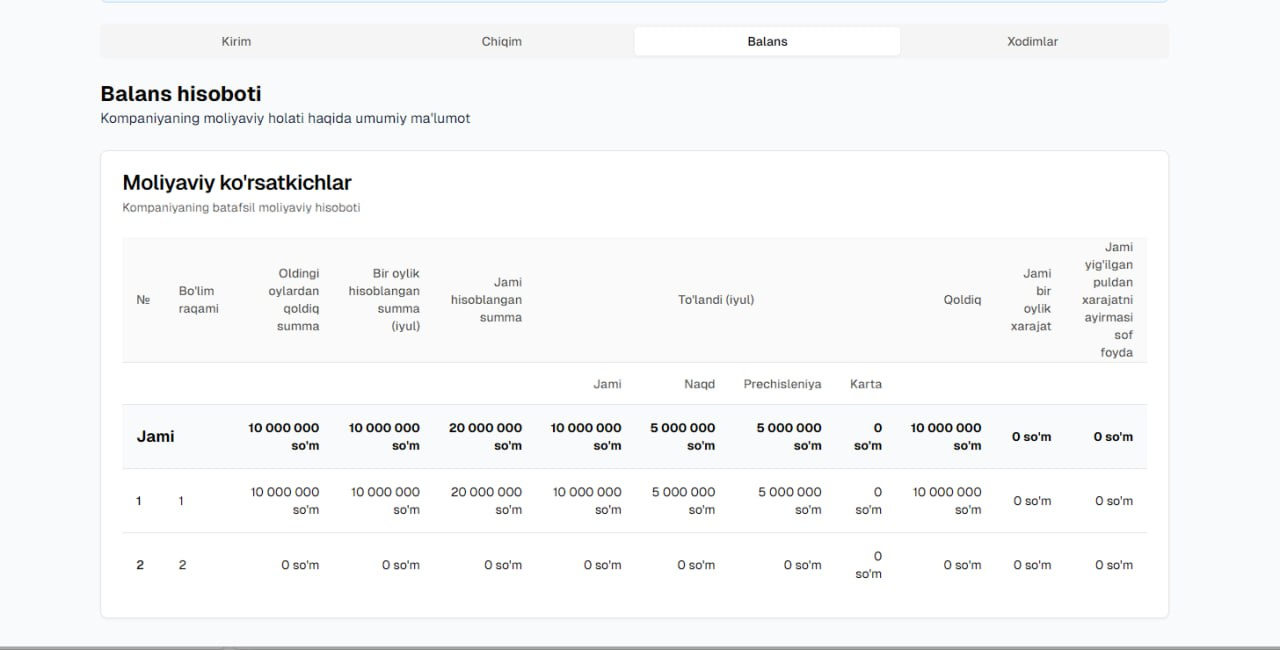 Kirim Chiqim Balans Xodimlar
Balans hisoboti
Kompaniyaning moliyaviy holati haqida umumiy ma'lumot
Moliyaviy ko'rsatkichlar
Kompaniyaning batafsil moliyaviy hisoboti
№
Bo'lim
raqami
Oldingi
oylardan
qoldiq
summa
Bir oylik
hisoblangan
summa
(iyul)
Jami
hisoblangan
summa
To'landi (iyul)
Qoldiq
Jami
bir
oylik
xarajat
Jami
yig'ilgan
puldan
xarajatni
ayirmasi
sof
foyda
Jami Naqd Prechisleniya Karta
Jami
10 000 000
so'm
10 000 000
so'm
20 000 000
so'm
10 000 000
so'm
5 000 000
so'm
5 000 000
so'm
0
so'm
10 000 000
so'm
0 so'm
0 so'm
1
1
10 000 000
so'm
10 000 000
so'm
20 000 000
so'm
10 000 000
so'm
5 000 000
so'm
5 000 000
so'm
0
so'm
10 000 000
so'm
0 so'm
0 so'm
2
2
0 so'm
0 so'm
0 so'm
0 so'm
0 so'm
0 so'm
0
so'm
0 so'm
0 so'm
0 so'm